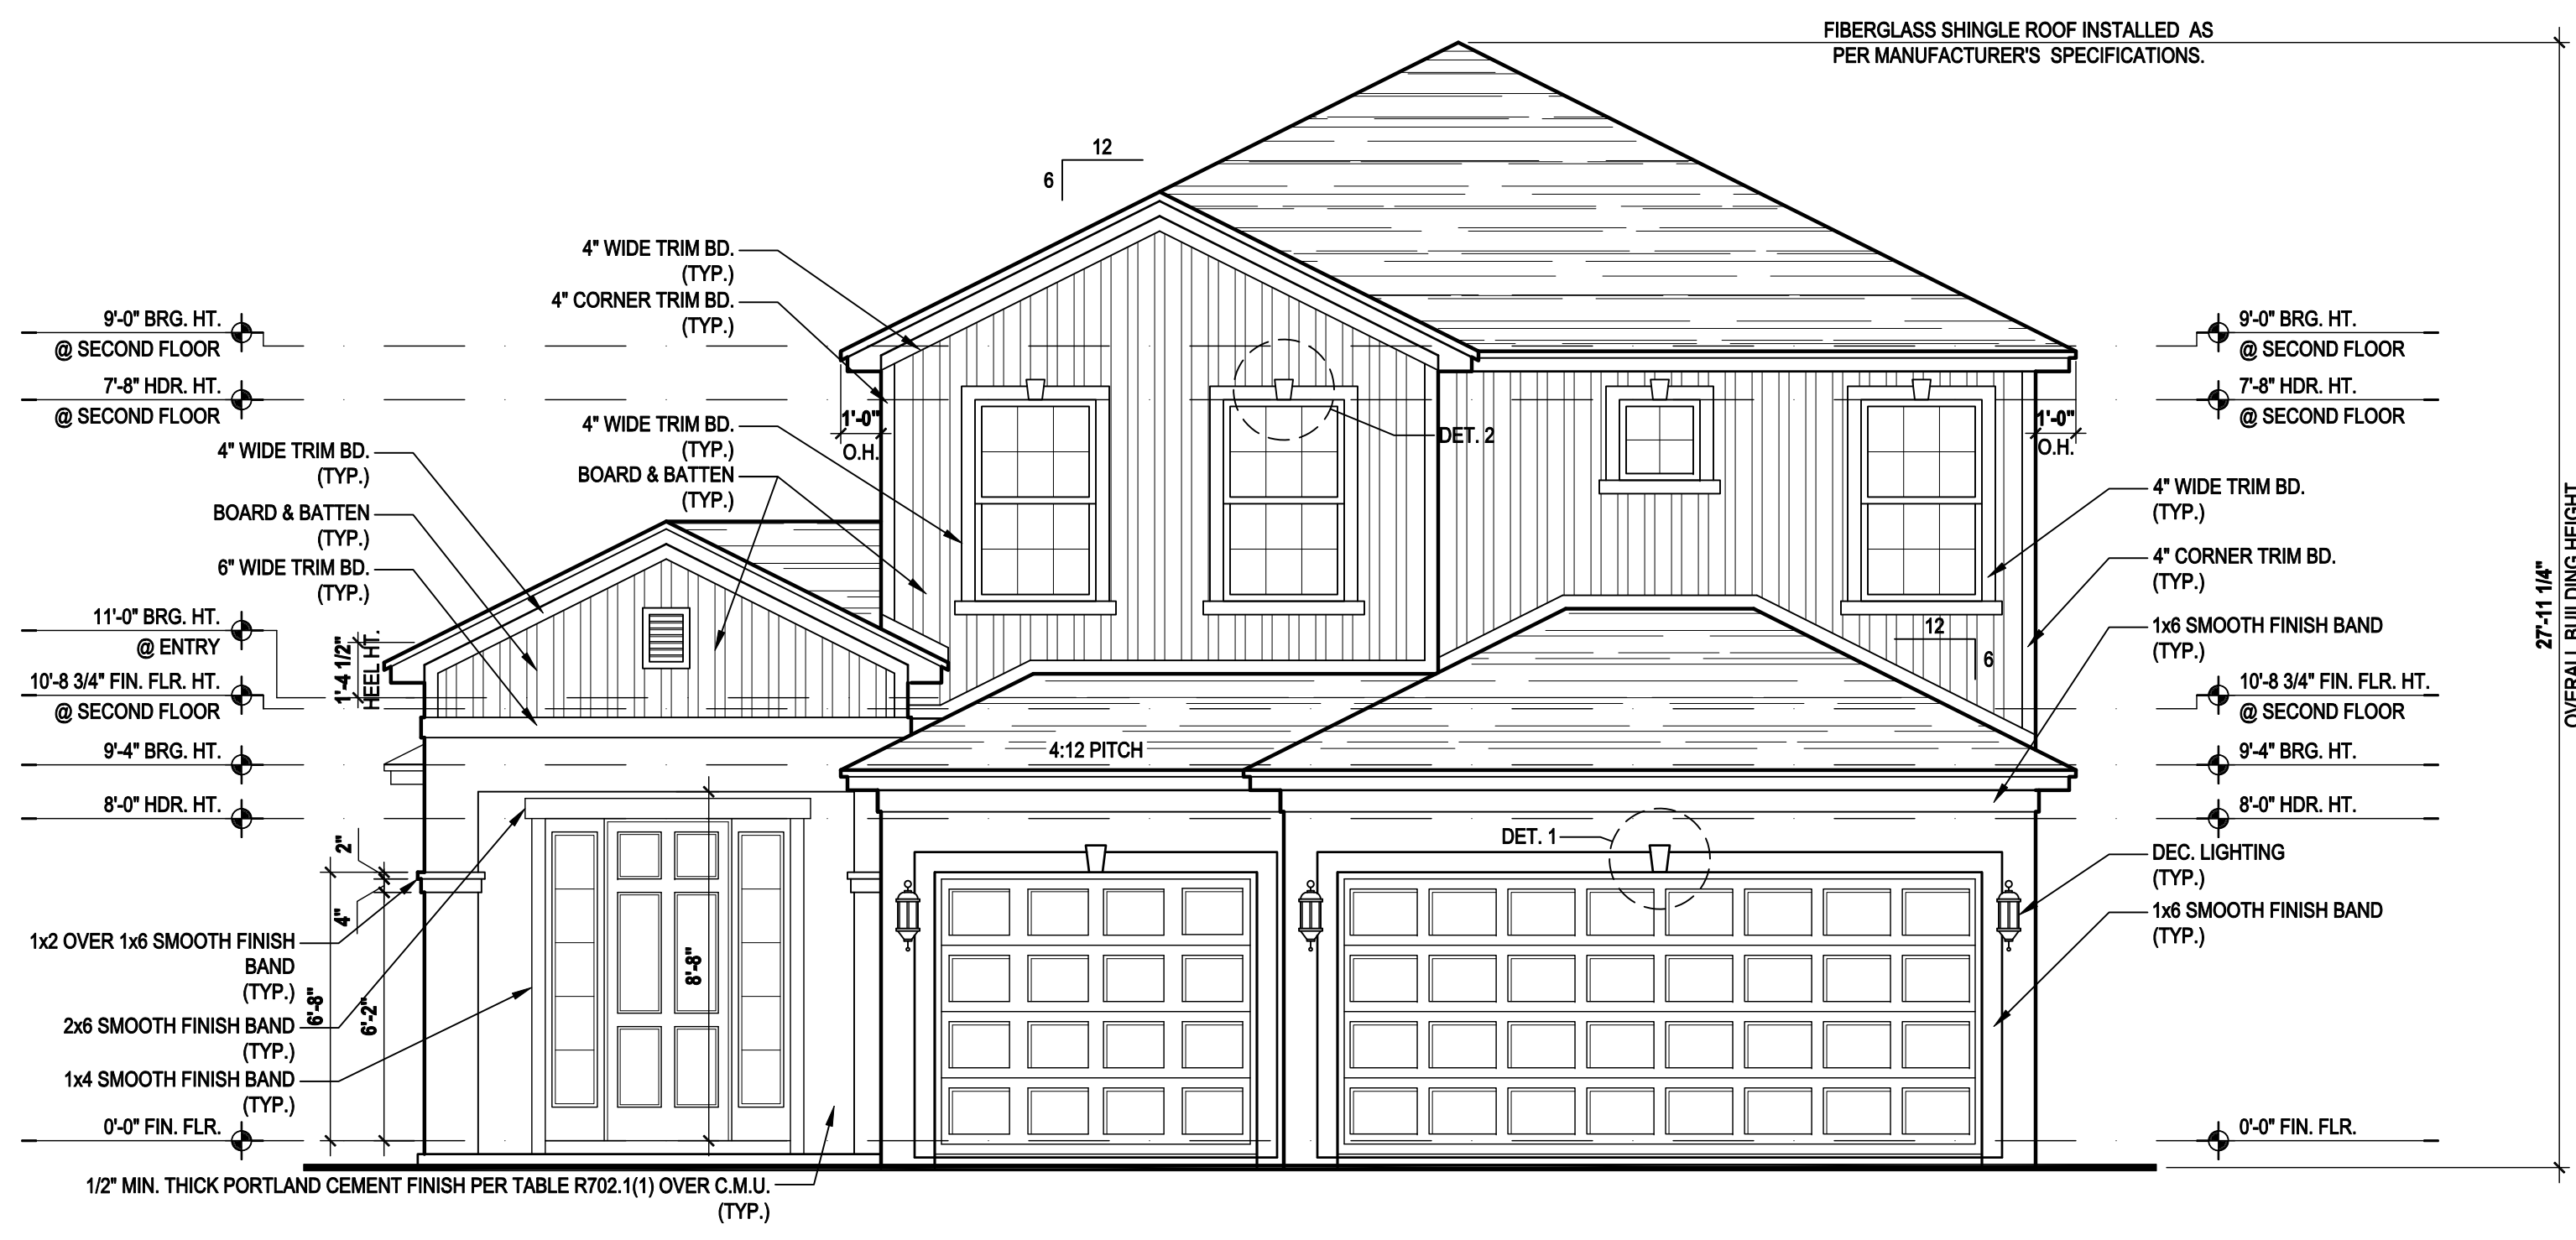 FIBERGLASS SHINGLE ROOF INSTALLED AS
PER MANUFACTURER'S SPECIFICATIONS.
12
6
4" WIDE TRIM BD.
(TYP.)
4" CORNER TRIM BD.
(TYP.)
9'-0" BRG. HT.
@ SECOND FLOOR
7'-8" HDR. HT.
@ SECOND FLOOR
4" WIDE TRIM BD.
(TYP.)
BOARD & BATTEN
(TYP.)
1'-0"
O.H.
DET. 2
4" WIDE TRIM BD.
(TYP.)
BOARD & BATTEN
(TYP.)
6" WIDE TRIM BD.
(TYP.)
11'-0" BRG. HT.
@ ENTRY
1'-4 1/2"
HEEL HT.
10'-8 3/4" FIN. FLR. HT.
@ SECOND FLOOR
9'-4" BRG. HT.
8'-0" HDR. HT.
2"
4"
1x2 OVER 1x6 SMOOTH FINISH
BAND
(TYP.)
6'-8"
6'-2"
8'-8"
2x6 SMOOTH FINISH BAND
(TYP.)
1x4 SMOOTH FINISH BAND
(TYP.)
0'-0" FIN. FLR.
1/2" MIN. THICK PORTLAND CEMENT FINISH PER TABLE R702.1(1) OVER C.M.U.
(TYP.)
4:12 PITCH
DET. 1
12
6
9'-0" BRG. HT.
@ SECOND FLOOR
7'-8" HDR. HT.
@ SECOND FLOOR
1'-0"
O.H.
4" WIDE TRIM BD.
(TYP.)
4" CORNER TRIM BD.
(TYP.)
1x6 SMOOTH FINISH BAND
(TYP.)
10'-8 3/4" FIN. FLR. HT.
@ SECOND FLOOR
9'-4" BRG. HT.
8'-0" HDR. HT.
DEC. LIGHTING
(TYP.)
1x6 SMOOTH FINISH BAND
(TYP.)
0'-0" FIN. FLR.
27'-11 1/4"
OVERALL BUILDING HEIGHT